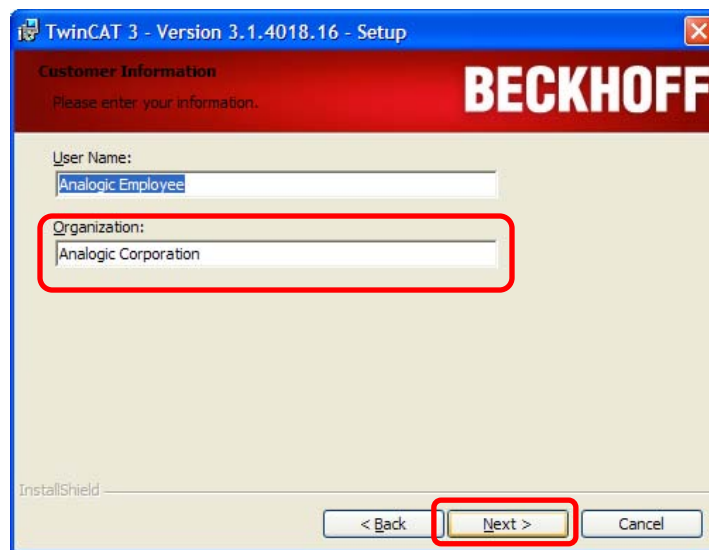 TwinCAT 3 - Version 3.1.4018.16 - Setup
Customer Information
Please enter your information.
BECKHOFF
User Name:
Analogic Employee
Organization:
Analogic Corporation
InstallShield
< Back
Next >
Cancel